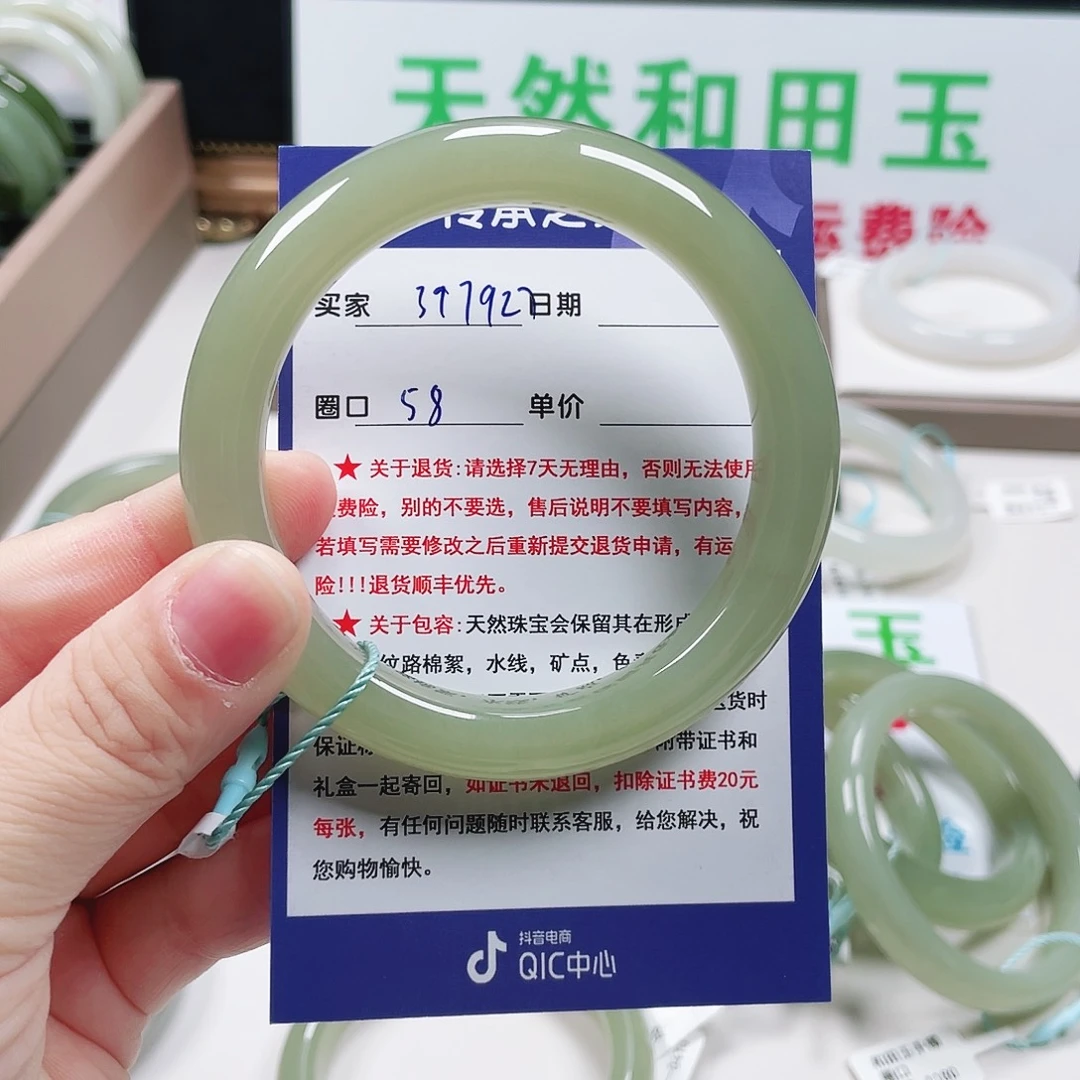 天然和田玉
运费险
传承之
买家 397927 日期
圈口 58 单价
★关于退货:请选择7天无理由，否则无法使用
费险，别的不要选，售后说明不要填写内容，
若填写需要修改之后重新提交退货申请，有运
险!!!退货顺丰优先。
★关于包容:天然珠宝会保留其在形成
纹路棉絮，水线，矿点，色
退货时
保证 附带证书和
礼盒一起寄回，如证书未退回，扣除证书费20元
每张，有任何问题随时联系客服，给您解决，祝
您购物愉快。
抖音电商
QIC中心
玉